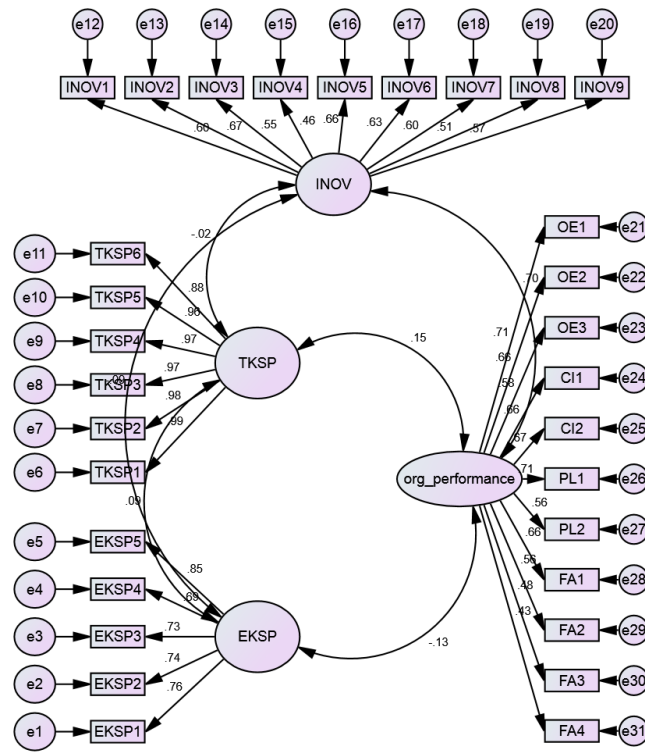 e12 e13 e14 e15 e16 e17 e18 e19 e20
INOV1 INOV2 INOV3 INOV4 INOV5 INOV6 INOV7 INOV8 INOV9
.60 .67 .55 .46 .66 .63 .60 .51 .57
INOV
-.02
e11 TKSP6
e10 TKSP5
e9 TKSP4
e8 TKSP3
e7 TKSP2
e6 TKSP1
.88
.96
.97
.97
.98
.99
TKSP
.15
.09
.09
e5 EKSP5
e4 EKSP4
e3 EKSP3
e2 EKSP2
e1 EKSP1
.85
.69
.73
.74
.76
EKSP
-.13
org_performance
.70
.71
.66
.58
.66
.67
.71
.56
.66
.56
.48
.43
OE1 e21
OE2 e22
OE3 e23
CI1 e24
CI2 e25
PL1 e26
PL2 e27
FA1 e28
FA2 e29
FA3 e30
FA4 e31